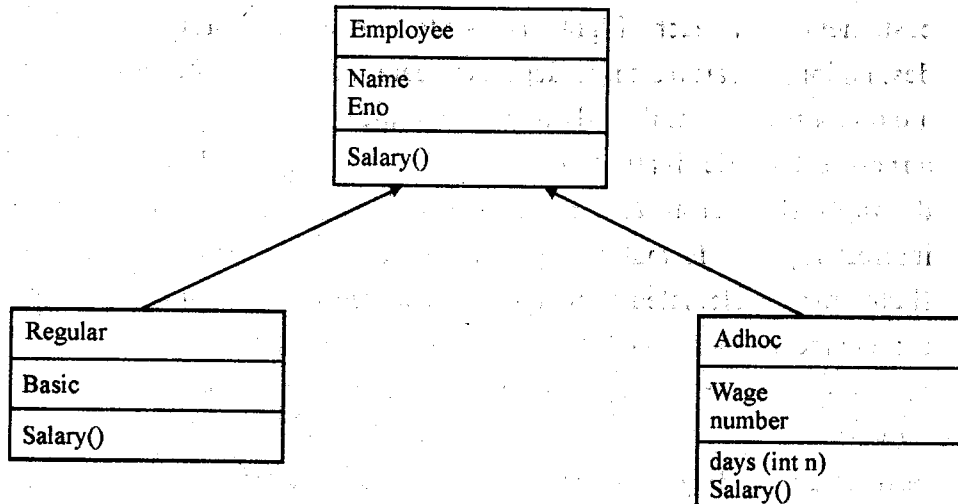 Employee
Name
Eno
Salary()
Regular
Basic
Salary()
Adhoc
Wage
number
days (int n)
Salary()